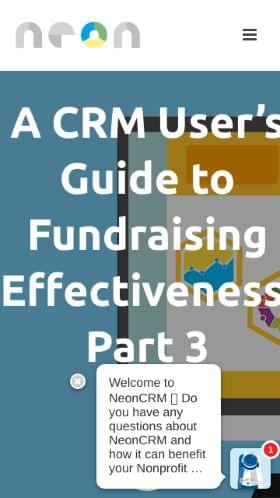 neon
A CRM User's
Guide to
Fundraising
Effectiveness
Part 3
Welcome to
NeonCRM ▯ Do
you have any
questions about
NeonCRM and
how it can benefit
your Nonprofit ...
1